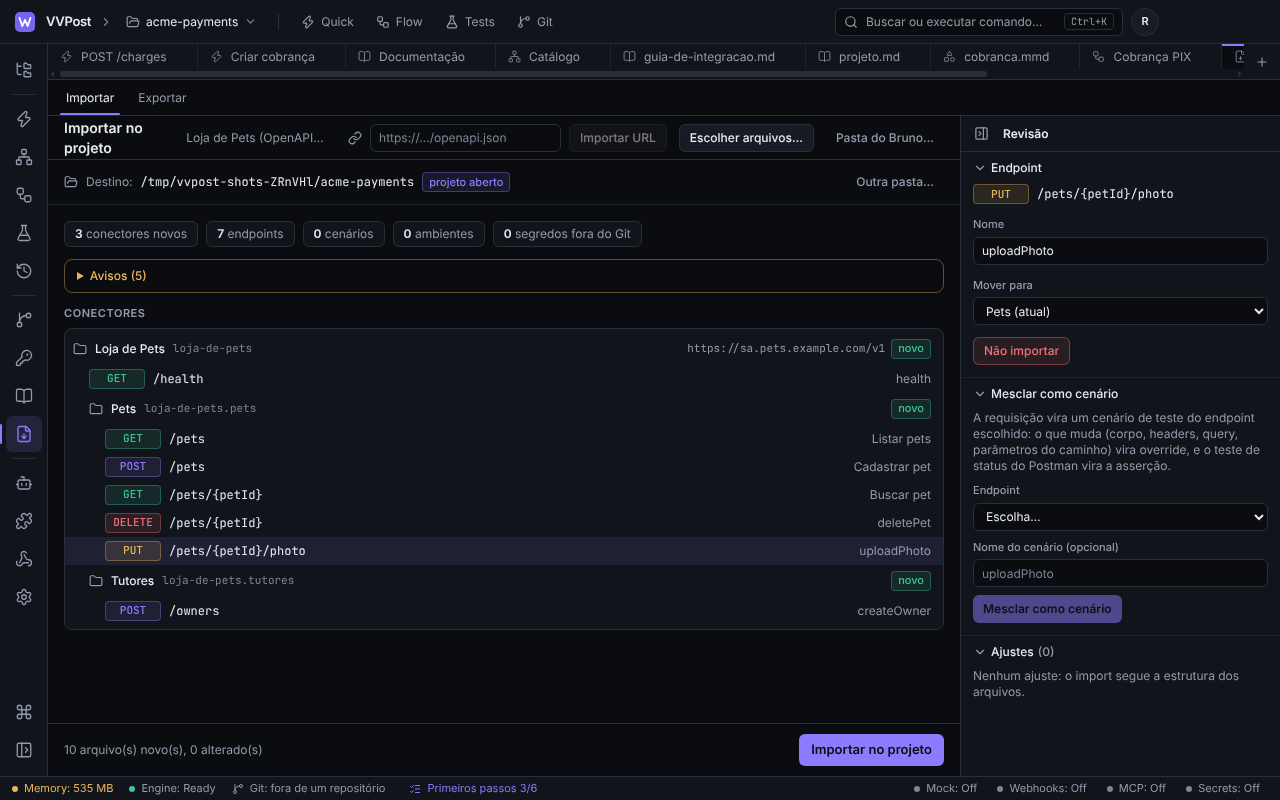 W VVPost acme-payments Quick Flow Tests Git Buscar ou executar comando... Ctrl+K R
POST /charges Criar cobrança Documentação Catálogo guia-de-integracao.md projeto.md cobranca.mmd Cobrança PIX
Importar Exportar
Importar no projeto Loja de Pets (OpenAPI... https://.../openapi.json Importar URL Escolher arquivos... Pasta do Bruno...
Destino: /tmp/vvpost-shots-ZRnVHl/acme-payments projeto aberto Outra pasta...
3 conectores novos 7 endpoints 0 cenários 0 ambientes 0 segredos fora do Git
Avisos (5)
CONECTORES
Loja de Pets loja-de-pets https://sa.pets.example.com/v1 novo
GET /health health
Pets loja-de-pets.pets novo
GET /pets Listar pets
POST /pets Cadastrar pet
GET /pets/{petId} Buscar pet
DELETE /pets/{petId} deletePet
PUT /pets/{petId}/photo uploadPhoto
Tutores loja-de-pets.tutores novo
POST /owners createOwner
10 arquivo(s) novo(s), 0 alterado(s) Importar no projeto
Revisão
Endpoint
PUT /pets/{petId}/photo
Nome
uploadPhoto
Mover para
Pets (atual)
Não importar
Mesclar como cenário
A requisição vira um cenário de teste do endpoint
escolhido: o que muda (corpo, headers, query,
parâmetros do caminho) vira override, e o teste de
status do Postman vira a asserção.
Endpoint
Escolha...
Nome do cenário (opcional)
uploadPhoto
Mesclar como cenário
Ajustes (0)
Nenhum ajuste: o import segue a estrutura dos
arquivos.
Memory: 535 MB Engine: Ready Git: fora de um repositório Primeiros passos 3/6 Mock: Off Webhooks: Off MCP: Off Secrets: Off